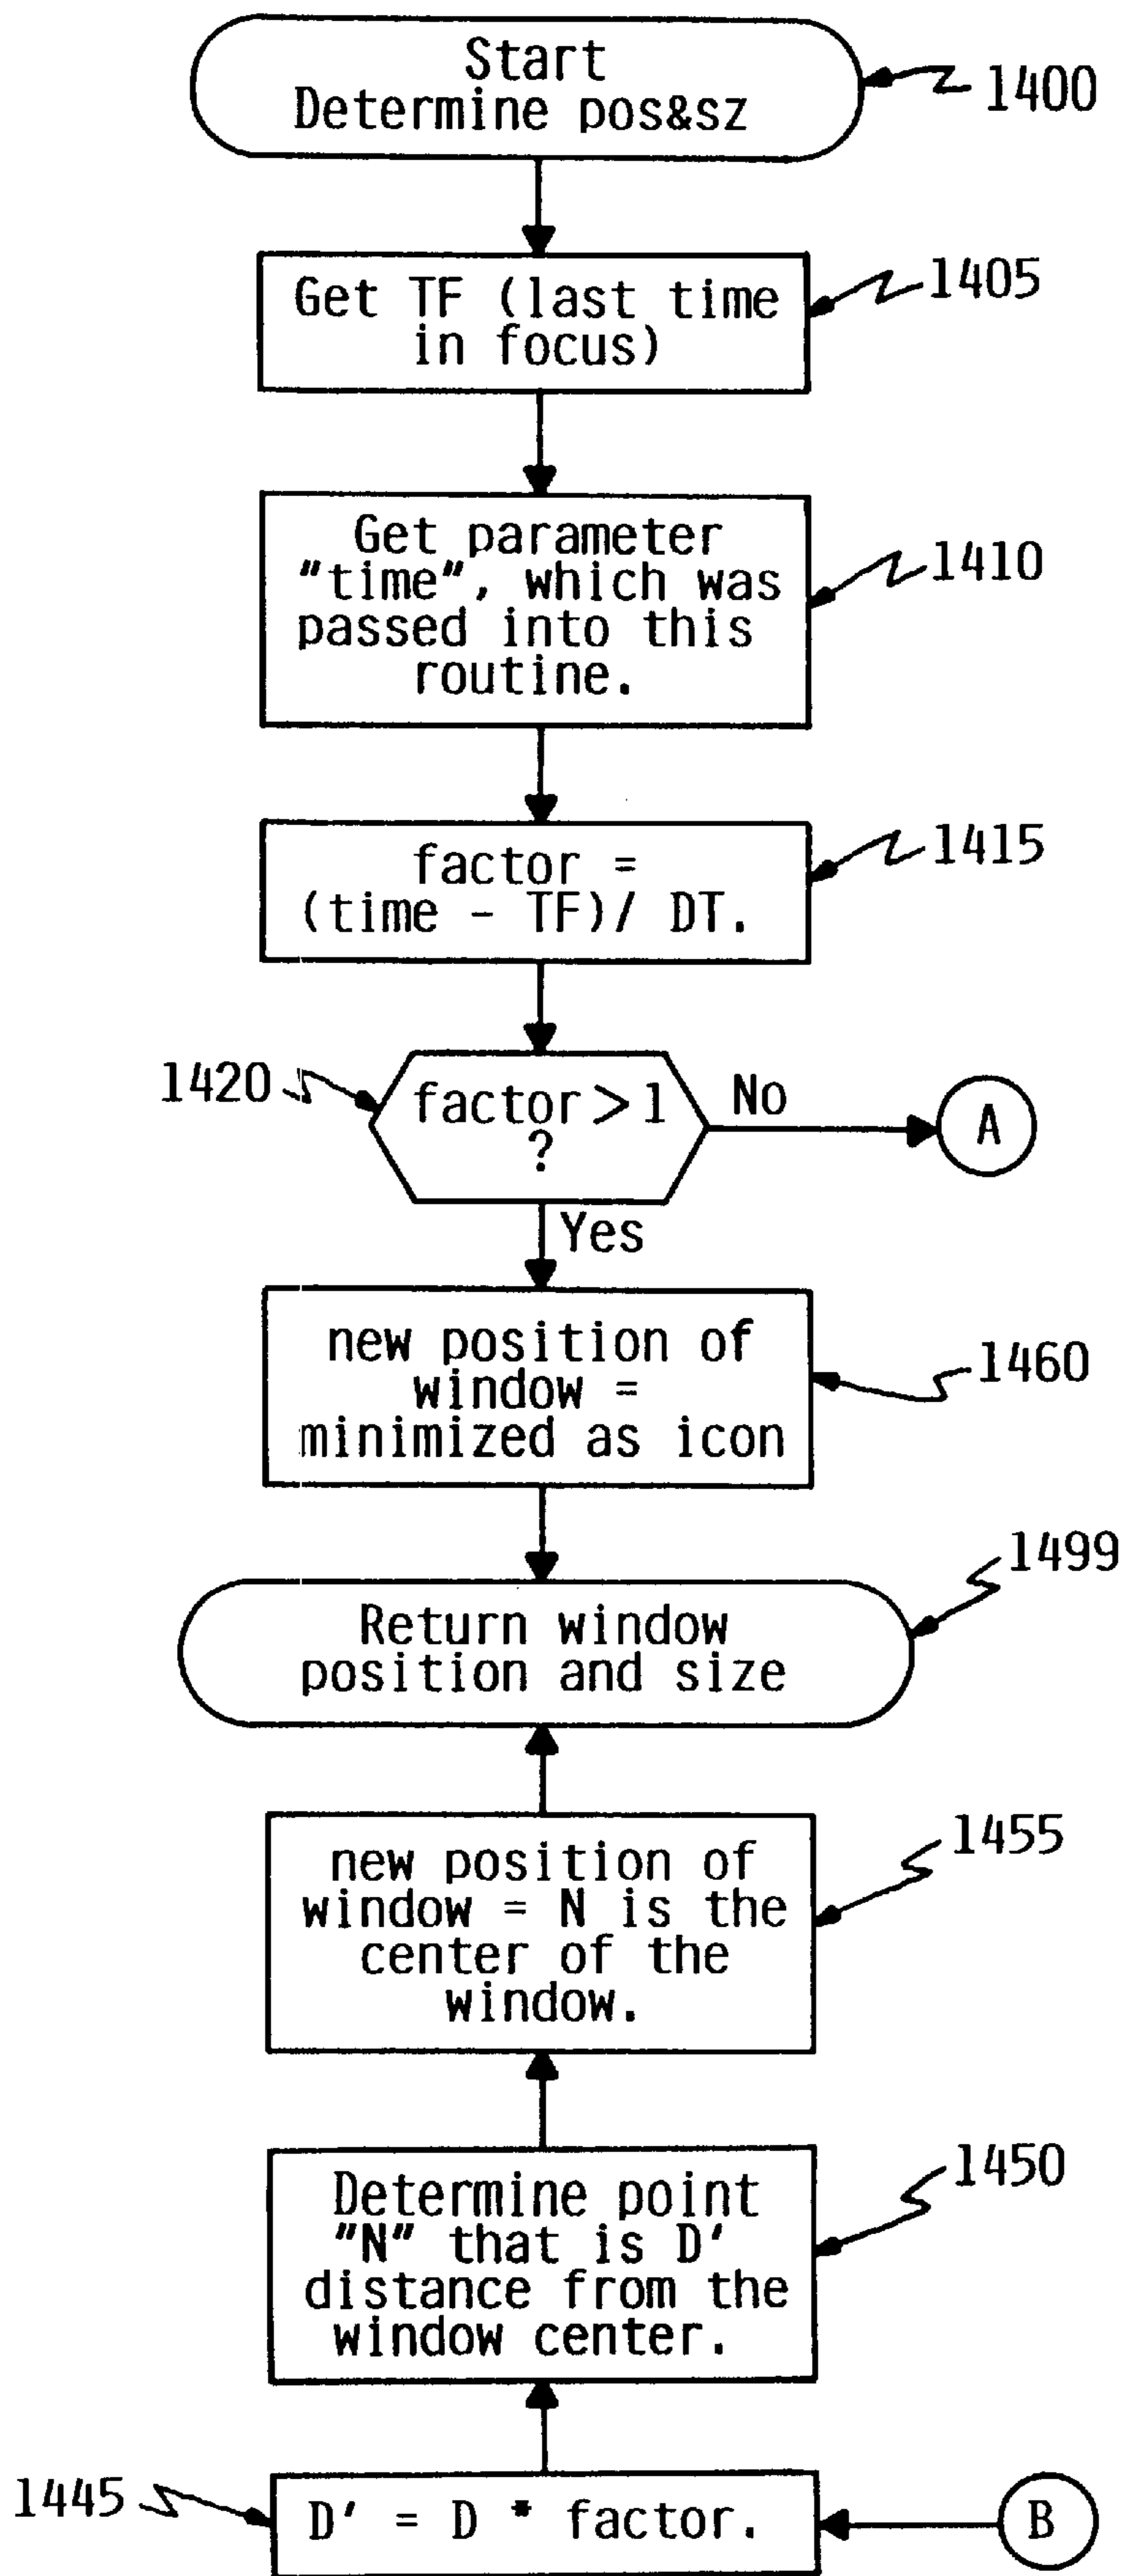 Start
Determine pos&sz
1400
Get TF (last time
in focus)
1405
Get parameter
"time", which was
passed into this
routine.
1410
factor =
(time - TF)/ DT.
1415
1420
factor > 1
?
No
A
Yes
new position of
window =
minimized as icon
1460
1499
Return window
position and size
new position of
window = N is the
center of the
window.
1455
Determine point
"N" that is D'
distance from the
window center.
1450
1445
D' = D * factor.
B